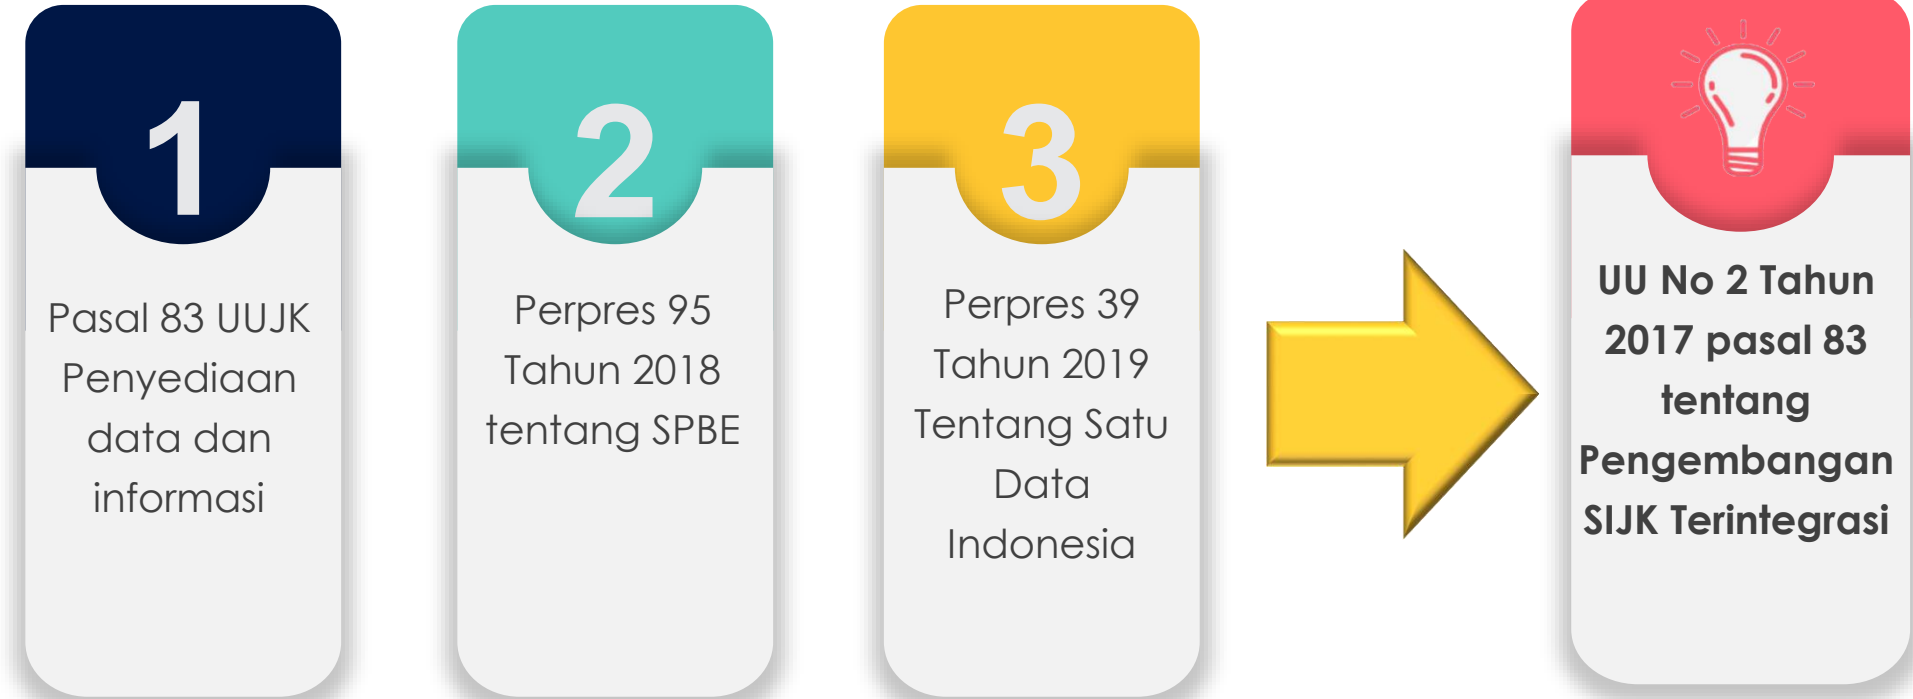 1
Pasal 83 UUJK
Penyediaan
data dan
informasi
2
Perpres 95
Tahun 2018
tentang SPBE
3
Perpres 39
Tahun 2019
Tentang Satu
Data
Indonesia
UU No 2 Tahun
2017 pasal 83
tentang
Pengembangan
SIJK Terintegrasi